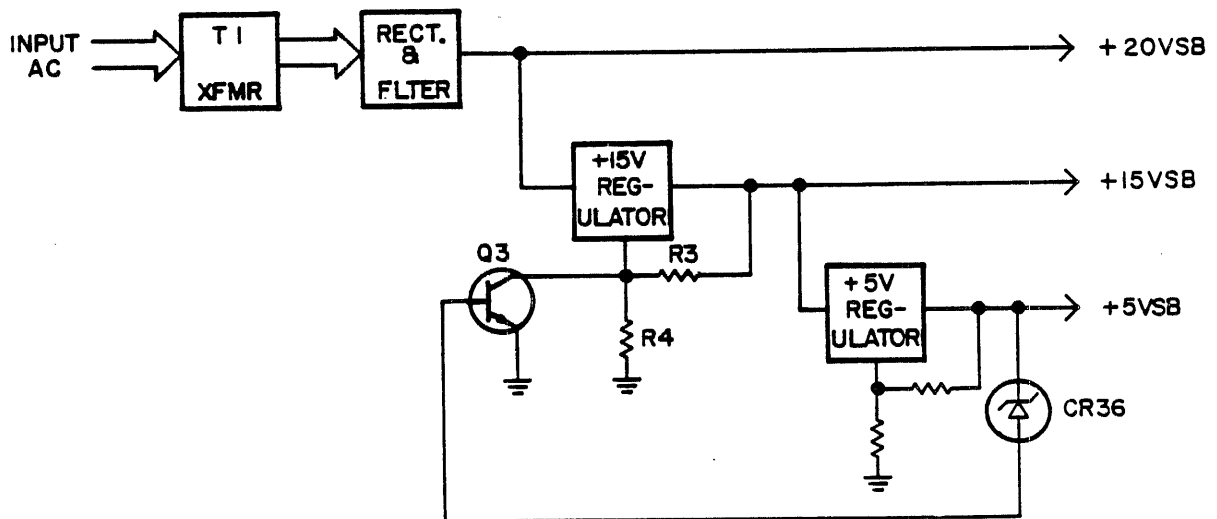 INPUT
AC
T1
XFMR
RECT.
&
FLTER
+20VSB
+15V
REG-
ULATOR
+15VSB
Q3
R3
R4
+5V
REG-
ULATOR
+5VSB
CR36